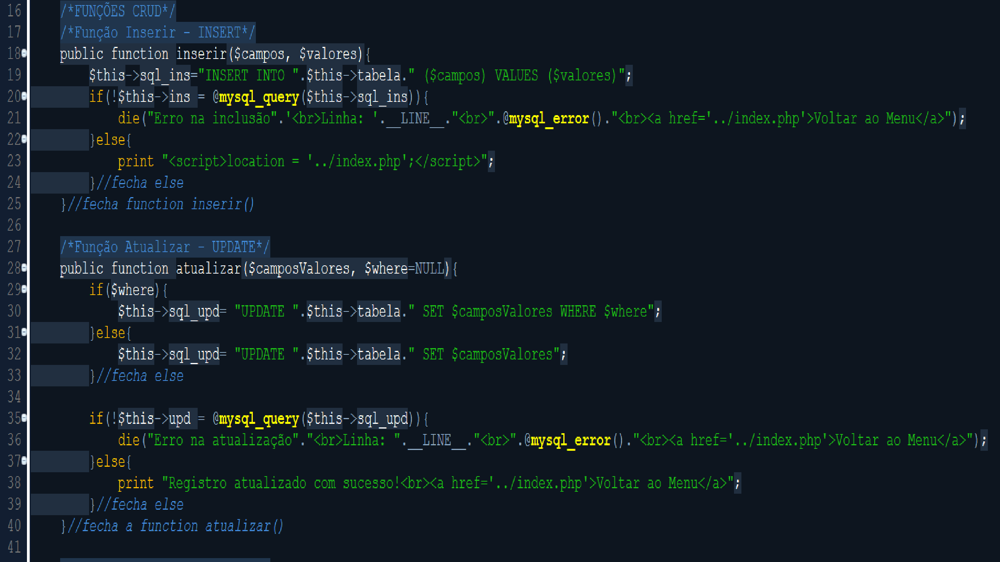 16 /*FUNÇÕES CRUD*/
17 /*Função Inserir - INSERT*/
18 public function inserir($campos, $valores){
19 $this->sql_ins="INSERT INTO ".$this->tabela." ($campos) VALUES ($valores)";
20 if(!$this->ins = @mysql_query($this->sql_ins)){
21 die("Erro na inclusão".'<br>Linha: '.__LINE__."<br>".@mysql_error()."<br><a href='../index.php'>Voltar ao Menu</a>");
22 }else{
23 print "<script>location = '../index.php';</script>";
24 }//fecha else
25 }//fecha function inserir()
26
27 /*Função Atualizar - UPDATE*/
28 public function atualizar($camposValores, $where=NULL){
29 if($where){
30 $this->sql_upd= "UPDATE ".$this->tabela." SET $camposValores WHERE $where";
31 }else{
32 $this->sql_upd= "UPDATE ".$this->tabela." SET $camposValores";
33 }//fecha else
34
35 if(!$this->upd = @mysql_query($this->sql_upd)){
36 die("Erro na atualização"."<br>Linha: ".__LINE__."<br>".@mysql_error()."<br><a href='../index.php'>Voltar ao Menu</a>");
37 }else{
38 print "Registro atualizado com sucesso!<br><a href='../index.php'>Voltar ao Menu</a>";
39 }//fecha else
40 }//fecha a function atualizar()
41